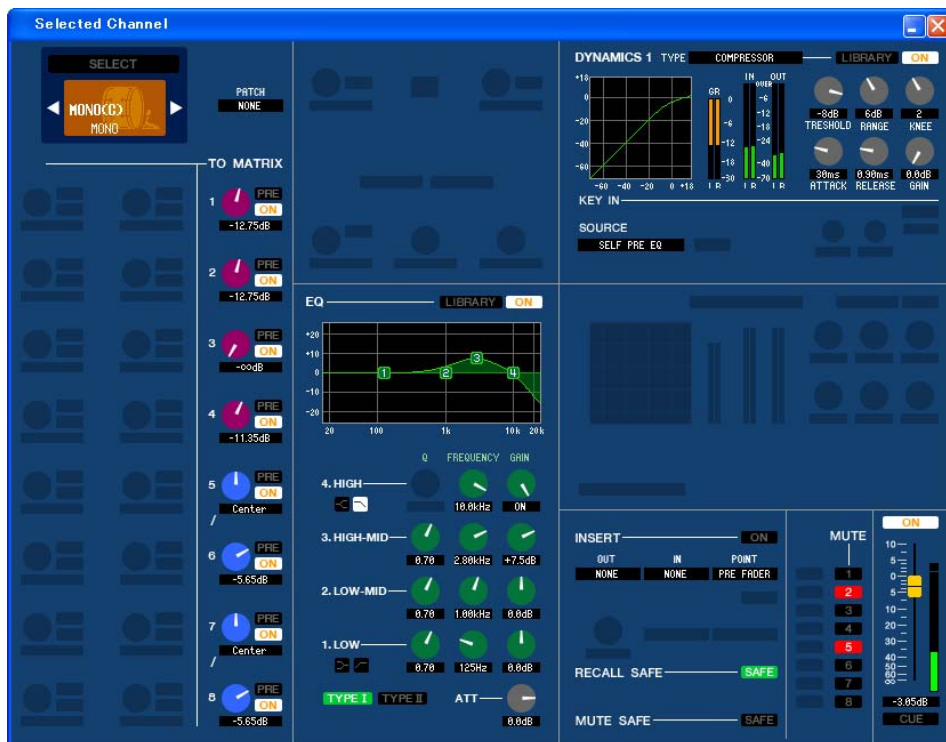 Selected Channel
SELECT
MONO(C)
MONO
PATCH
NONE
TO MATRIX
1 PRE
ON
-12.75dB
2 PRE
ON
-12.75dB
3 PRE
ON
-∞dB
4 PRE
ON
-11.35dB
5 PRE
ON
Center
/
6 PRE
ON
-5.65dB
7 PRE
ON
Center
/
8 PRE
ON
-5.65dB
EQ LIBRARY ON
+20
+10
0
-10
-20
1 2 3 4
20 100 1k 10k 20k
Q FREQUENCY GAIN
4. HIGH
10.0kHz ON
3. HIGH-MID
0.70 2.80kHz +7.5dB
2. LOW-MID
0.70 1.00kHz 0.0dB
1. LOW
0.70 125Hz 0.0dB
TYPE I TYPE II ATT
0.0dB
DYNAMICS 1 TYPE COMPRESSOR LIBRARY ON
+18
0
-20
-40
-60
-60 -40 -20 0 +18
GR
0
-6
-12
-18
-30
L R
IN OUT
OVER
-6
-12
-18
-40
-70
L R L R
-8dB 6dB 2
TRESHOLD RANGE KNEE
30ms 0.90ms 0.0dB
ATTACK RELEASE GAIN
KEY IN
SOURCE
SELF PRE EQ
INSERT ON
OUT IN POINT
NONE NONE PRE FADER
RECALL SAFE SAFE
MUTE SAFE SAFE
MUTE
1
2
3
4
5
6
7
8
ON
10
5
0
5
10
20
30
40
50
60
∞
-3.05dB
CUE